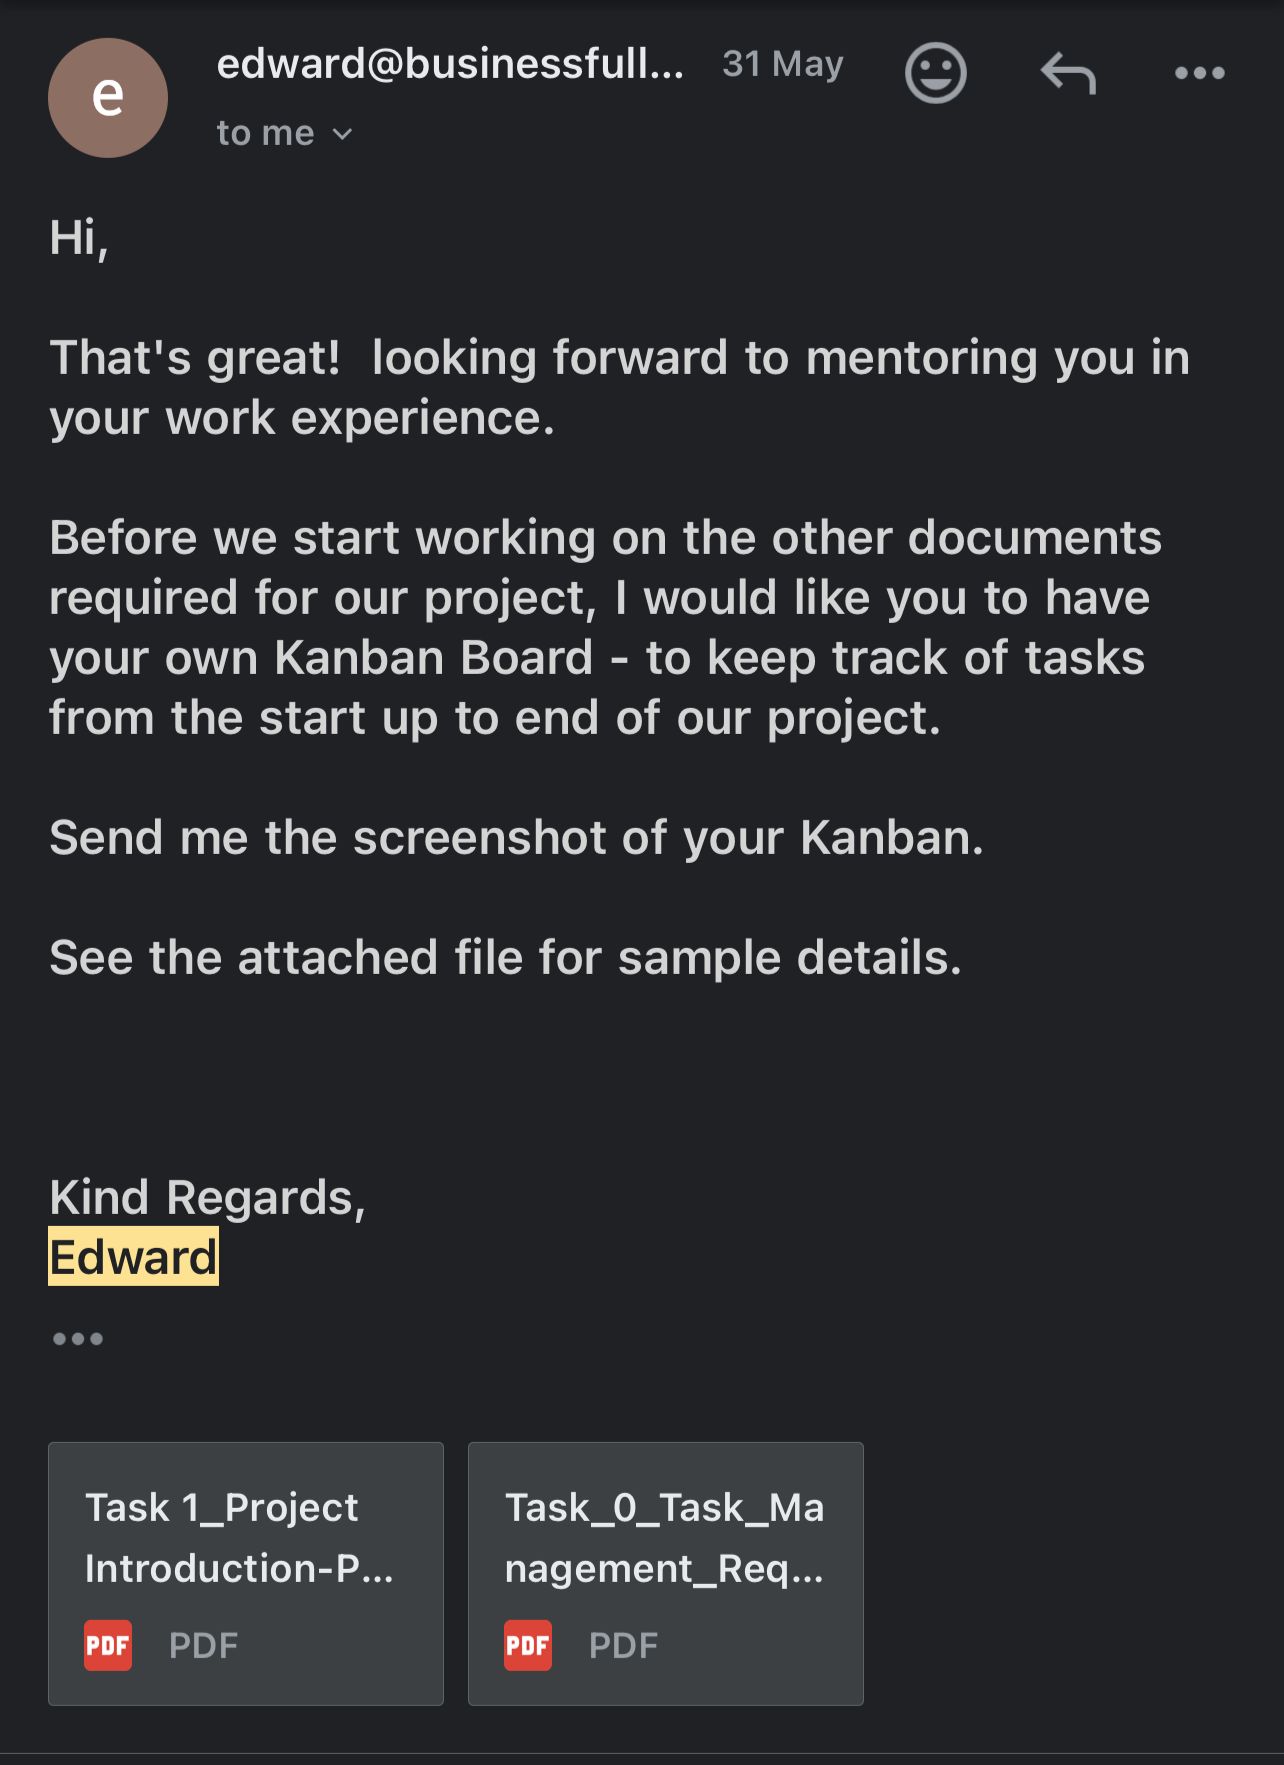 e
edward@businessfull...
31 May
to me
Hi,
That's great!  looking forward to mentoring you in
your work experience.
Before we start working on the other documents
required for our project, I would like you to have
your own Kanban Board - to keep track of tasks
from the start up to end of our project.
Send me the screenshot of your Kanban.
See the attached file for sample details.
Kind Regards,
Edward
Task 1_Project
Introduction-P...
PDF PDF
Task_0_Task_Ma
nagement_Req...
PDF PDF